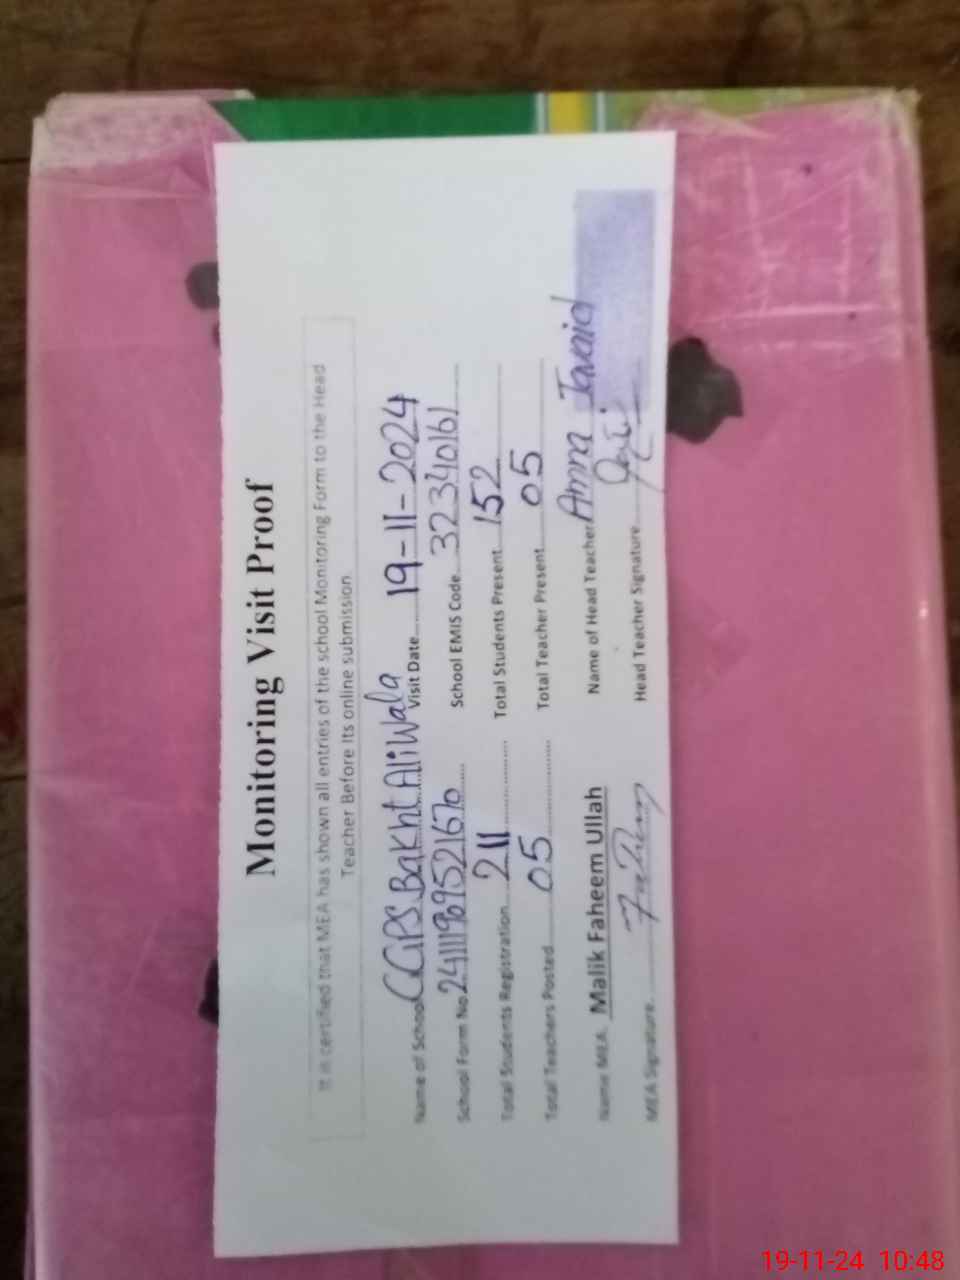 Monitoring Visit Proof
It is certified that MEA has shown all entries of the school Monitoring Form to the Head
Teacher Before Its online submission
Name of School GGPS Bakht Ali Wala Visit Date 19-11-2024
School Form No. 24111969521670 School EMIS Code 32340161
Total Students Registration 211 Total Students Present 152
Total Teachers Posted 05 Total Teacher Present 05
Name MEA. Malik Faheem Ullah Name of Head Teacher Amna Javaid
MEA Signature. Head Teacher Signature
19-11-24 10:48